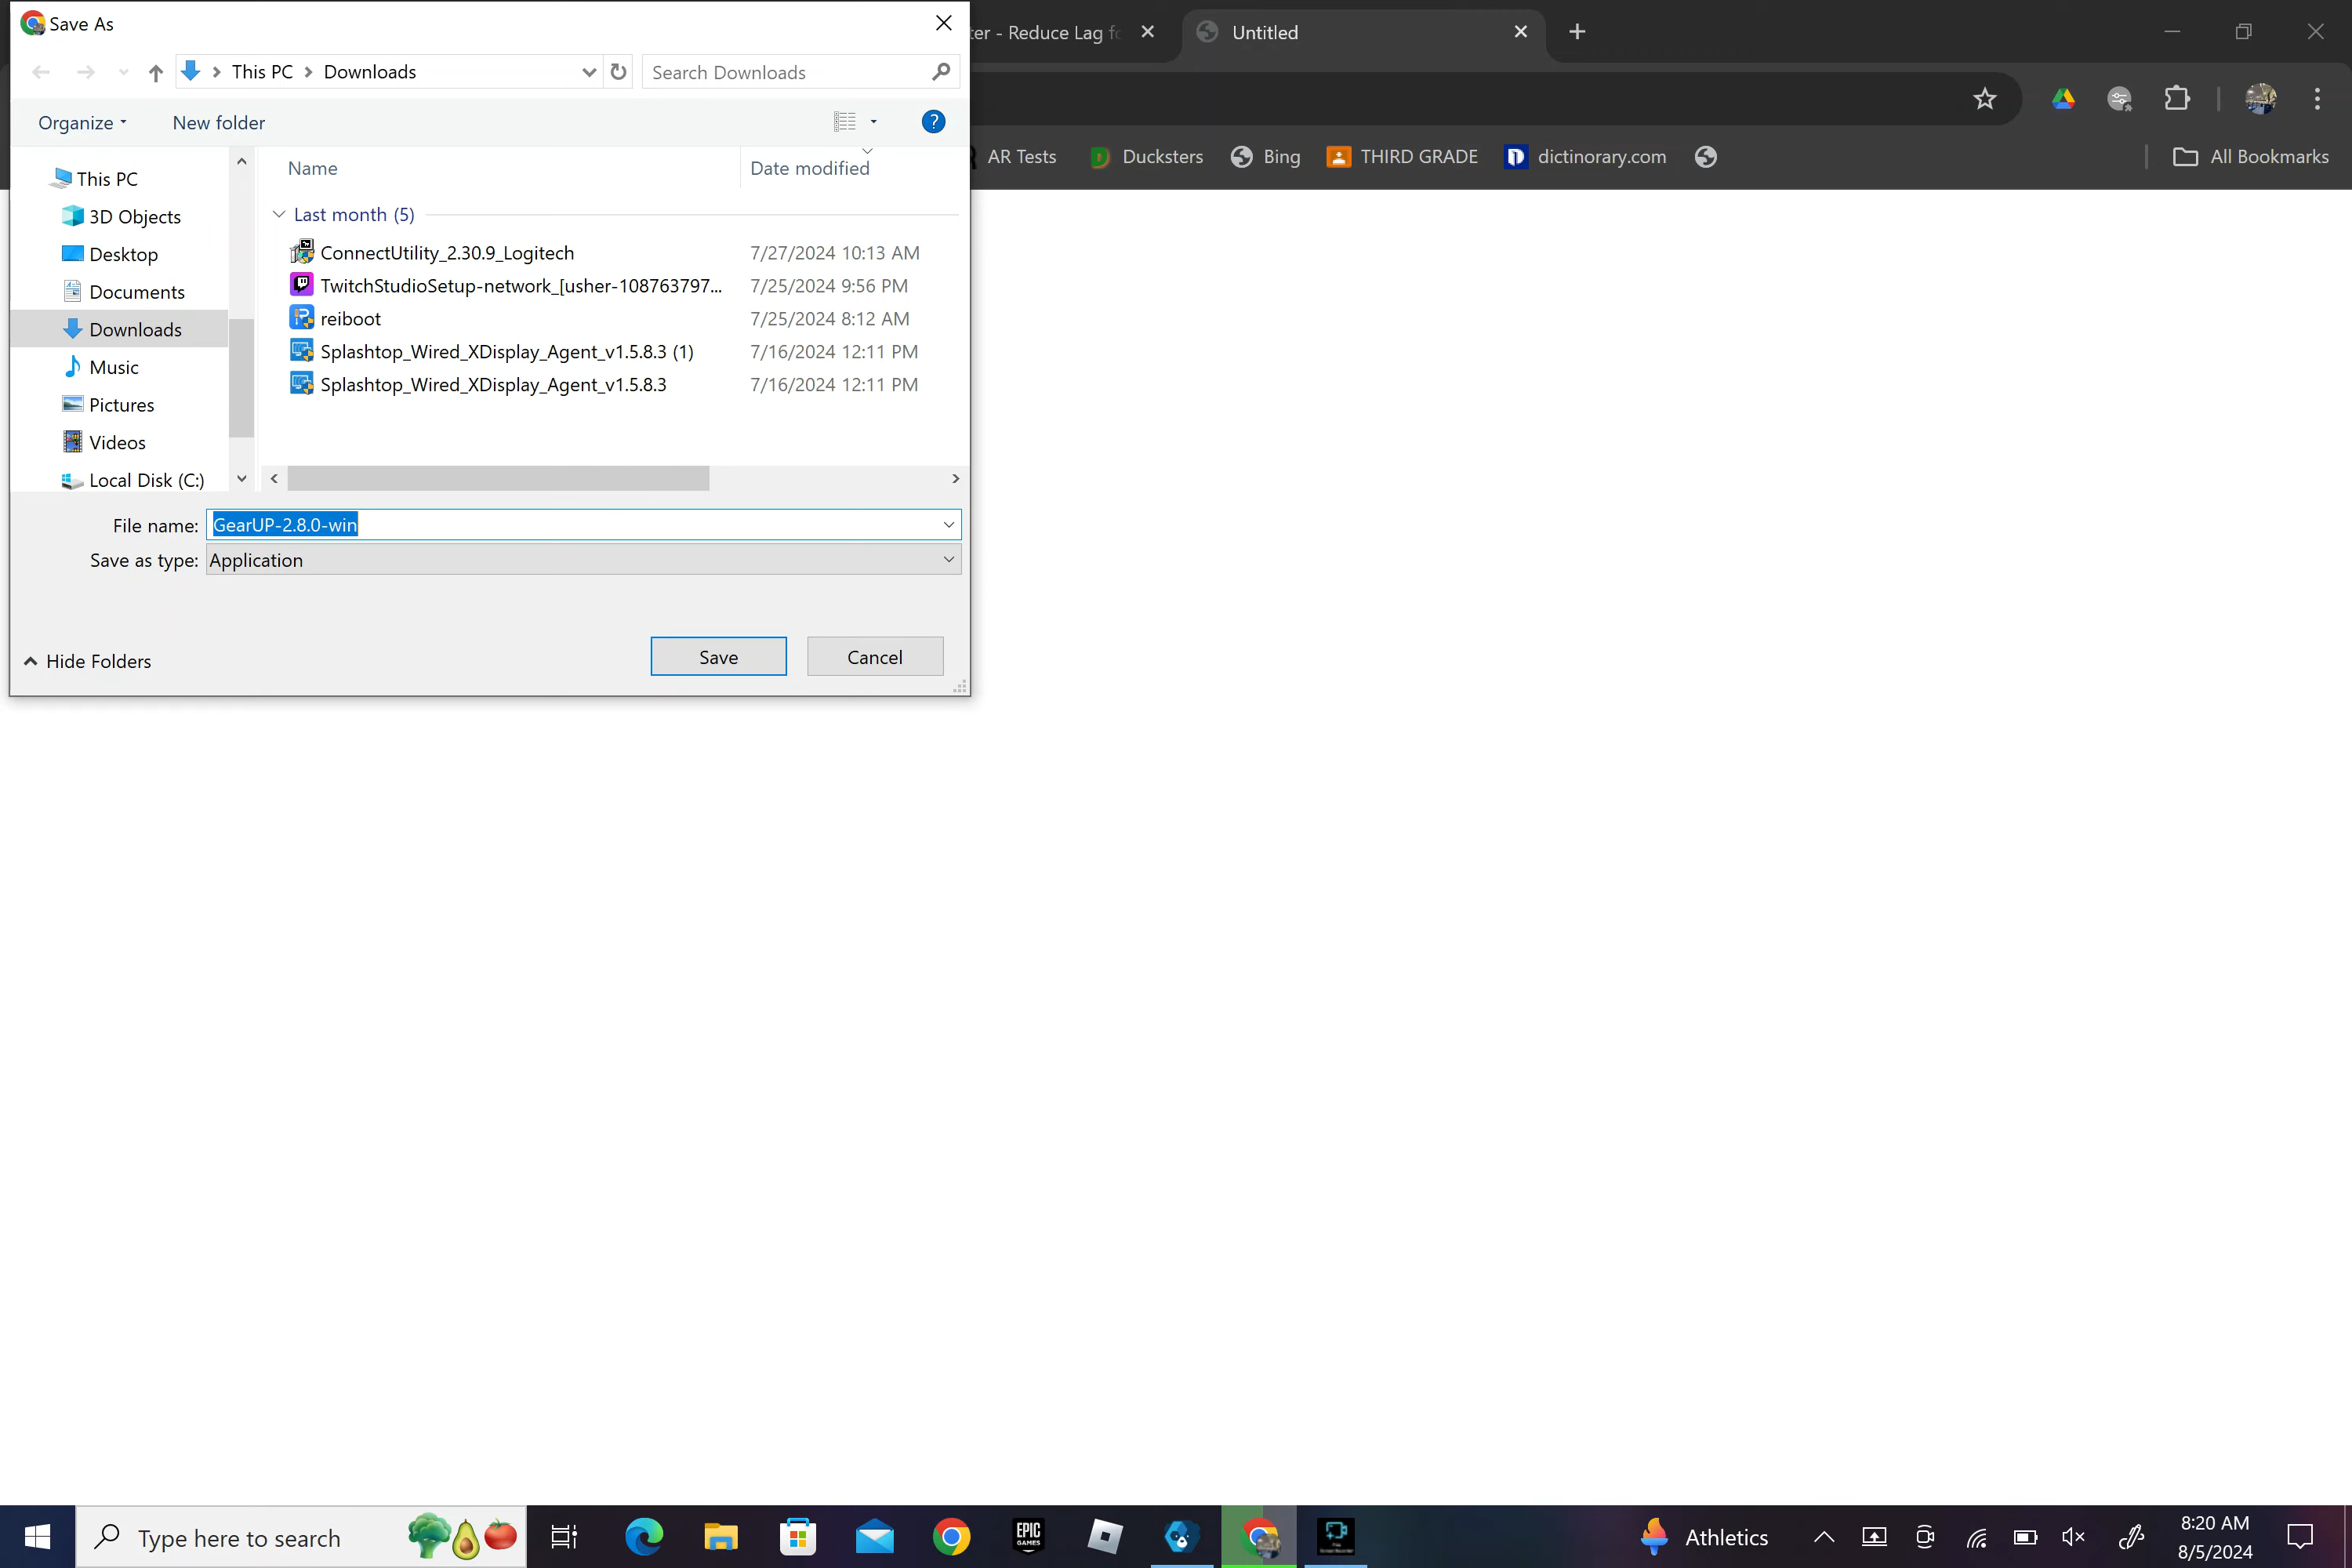 Save As
ter - Reduce Lag fo
Untitled
This PC > Downloads
Search Downloads
Organize
New folder
AR Tests
Ducksters
Bing
THIRD GRADE
dictinorary.com
All Bookmarks
Name
Date modified
This PC
3D Objects
Desktop
Documents
Downloads
Music
Pictures
Videos
Local Disk (C:)
Last month (5)
ConnectUtility_2.30.9_Logitech 7/27/2024 10:13 AM
TwitchStudioSetup-network_[usher-108763797... 7/25/2024 9:56 PM
reiboot 7/25/2024 8:12 AM
Splashtop_Wired_XDisplay_Agent_v1.5.8.3 (1) 7/16/2024 12:11 PM
Splashtop_Wired_XDisplay_Agent_v1.5.8.3 7/16/2024 12:11 PM
File name: GearUP-2.8.0-win
Save as type: Application
Hide Folders
Save
Cancel
Type here to search
EPIC
GAMES
Athletics
8:20 AM
8/5/2024